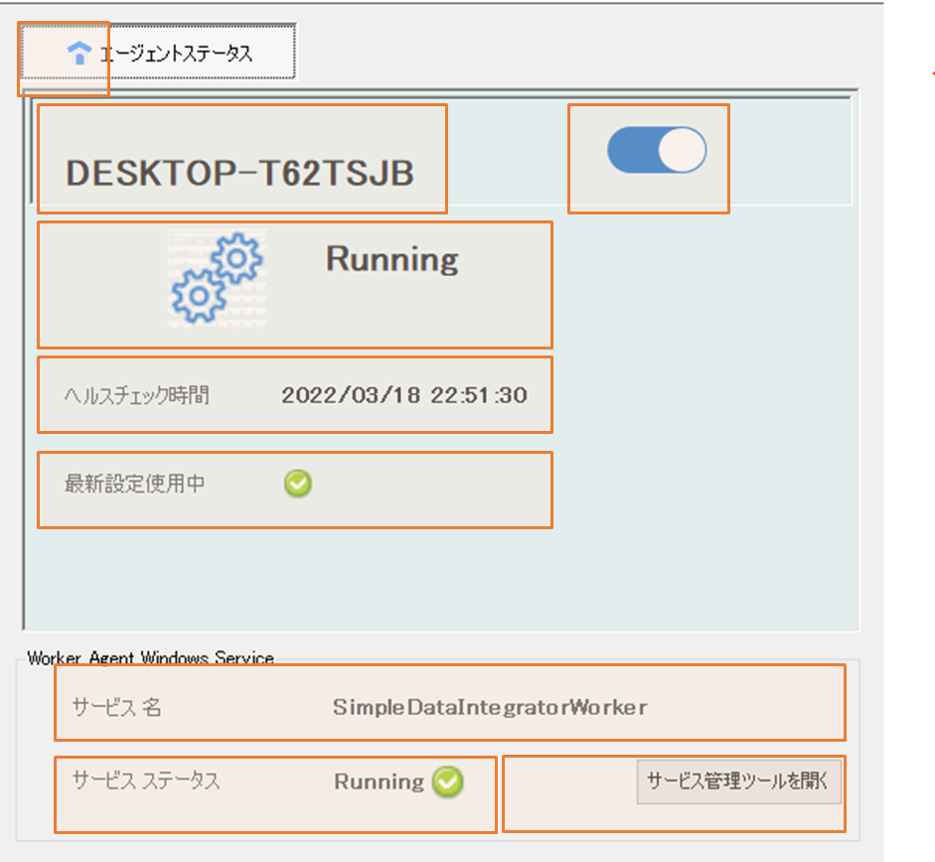 エージェントステータス
DESKTOP-T62TSJB
Running
ヘルスチェック時間 2022/03/18 22:51:30
最新設定使用中
Worker Agent Windows Service
サービス 名 SimpleDataIntegratorWorker
サービス ステータス Running サービス管理ツールを開く